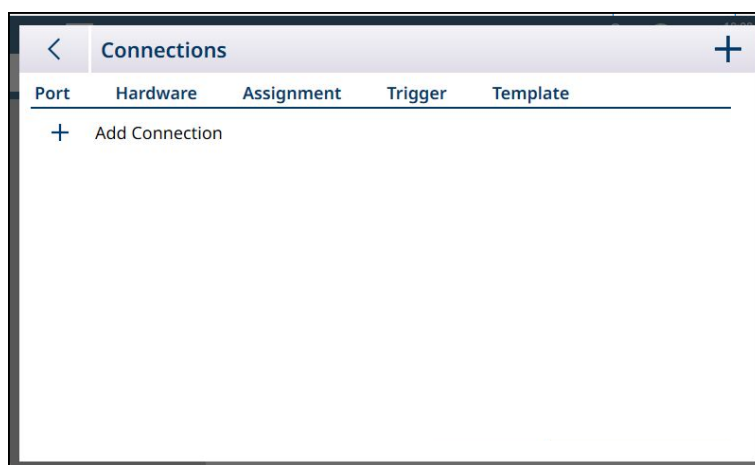 Connections
Port Hardware Assignment Trigger Template
Add Connection